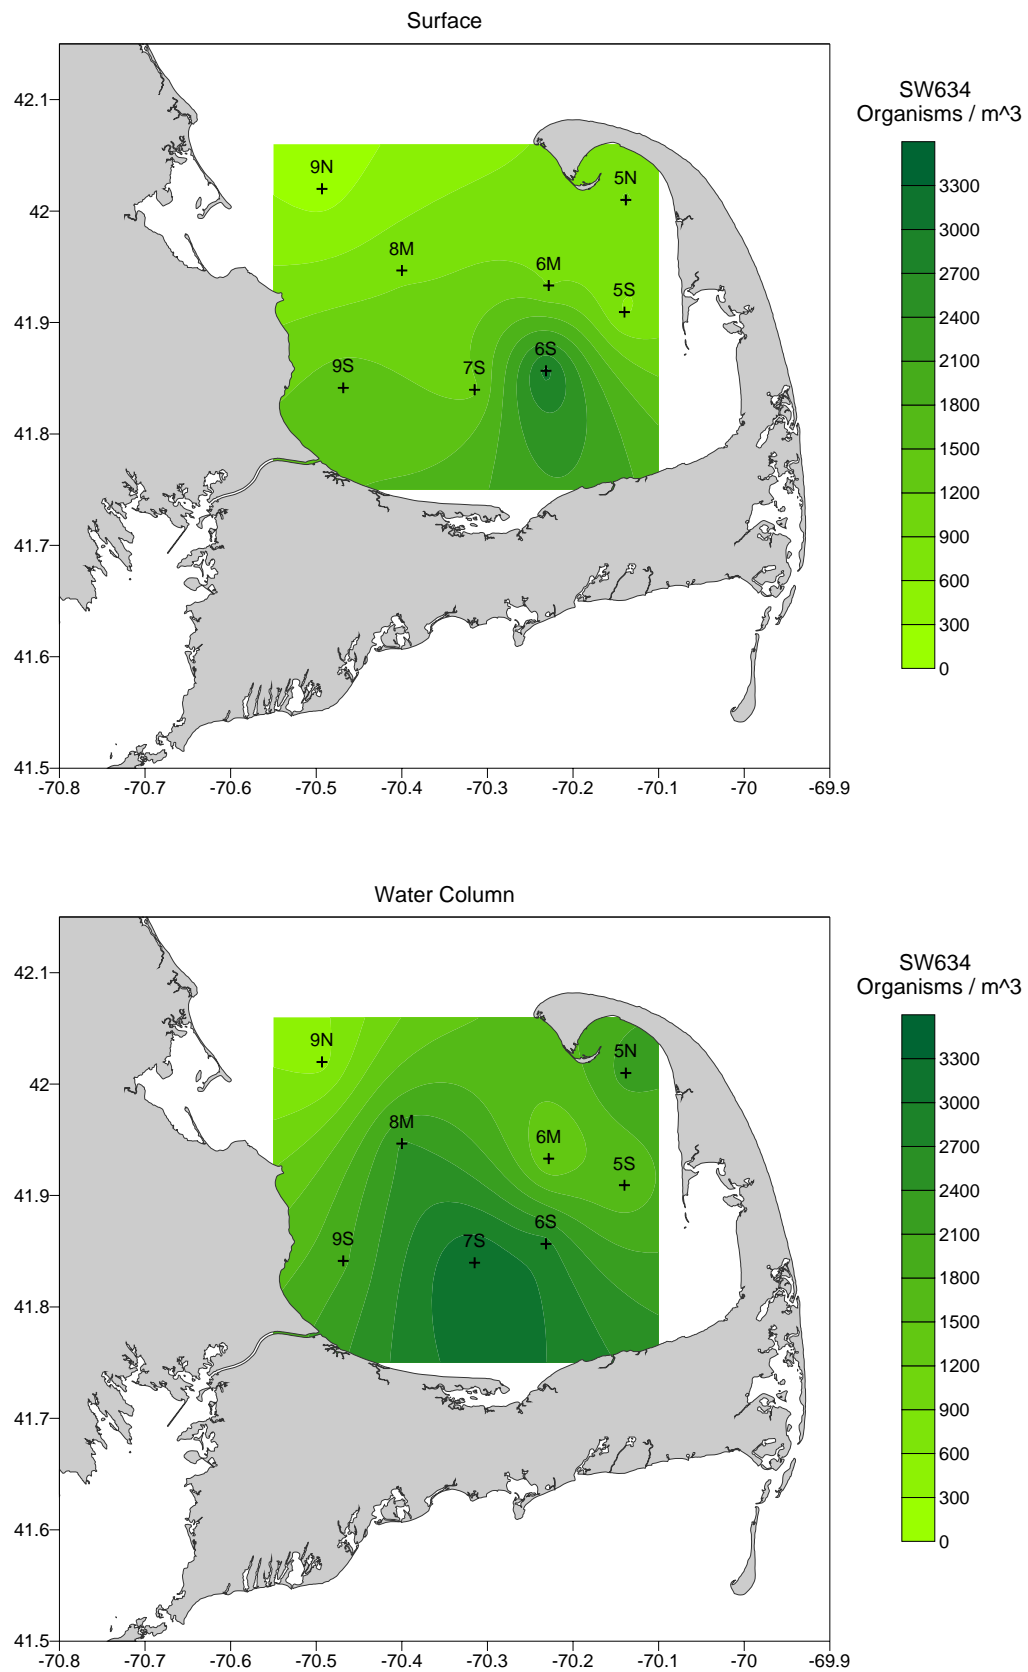 Surface
SW634
Organisms / m^3
42.1
42
41.9
41.8
41.7
41.6
41.5
-70.8
-70.7
-70.6
-70.5
-70.4
-70.3
-70.2
-70.1
-70
-69.9
9N
5N
8M
6M
5S
6S
9S
7S
3300
3000
2700
2400
2100
1800
1500
1200
900
600
300
0
Water Column
SW634
Organisms / m^3
42.1
42
41.9
41.8
41.7
41.6
41.5
-70.8
-70.7
-70.6
-70.5
-70.4
-70.3
-70.2
-70.1
-70
-69.9
9N
5N
8M
6M
5S
6S
9S
7S
3300
3000
2700
2400
2100
1800
1500
1200
900
600
300
0